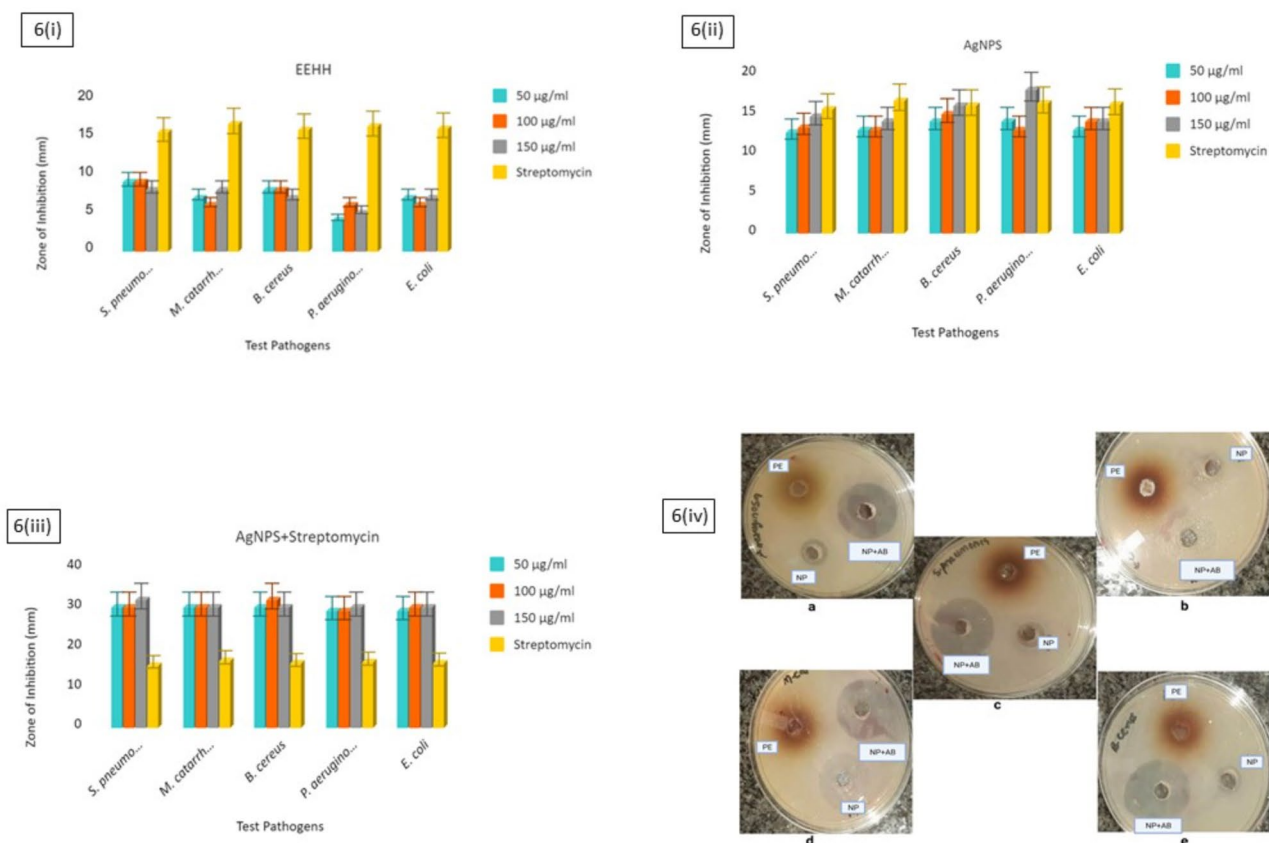 6(i)
EEHH
20
15
10
5
0
Zone of Inhibition (mm)
50 µg/ml
100 µg/ml
150 µg/ml
Streptomycin
S. pneumo...
M. catarrh...
B. cereus
P. aerugino...
E. coli
Test Pathogens
6(ii)
AgNPS
20
15
10
5
0
Zone of Inhibition (mm)
50 µg/ml
100 µg/ml
150 µg/ml
Streptomycin
S. pneumo...
M. catarrh...
B. cereus
P. aerugino...
E. coli
Test Pathogens
6(iii)
AgNPS+Streptomycin
40
30
20
10
0
Zone of Inhibition (mm)
50 µg/ml
100 µg/ml
150 µg/ml
Streptomycin
S. pneumo...
M. catarrh...
B. cereus
P. aerugino...
E. coli
Test Pathogens
6(iv)
PE
NP+AB
NP
a
PE
NP
NP+AB
b
PE
NP
NP+AB
c
PE
NP+AB
NP
d
PE
B. cereus
NP
NP+AB
e